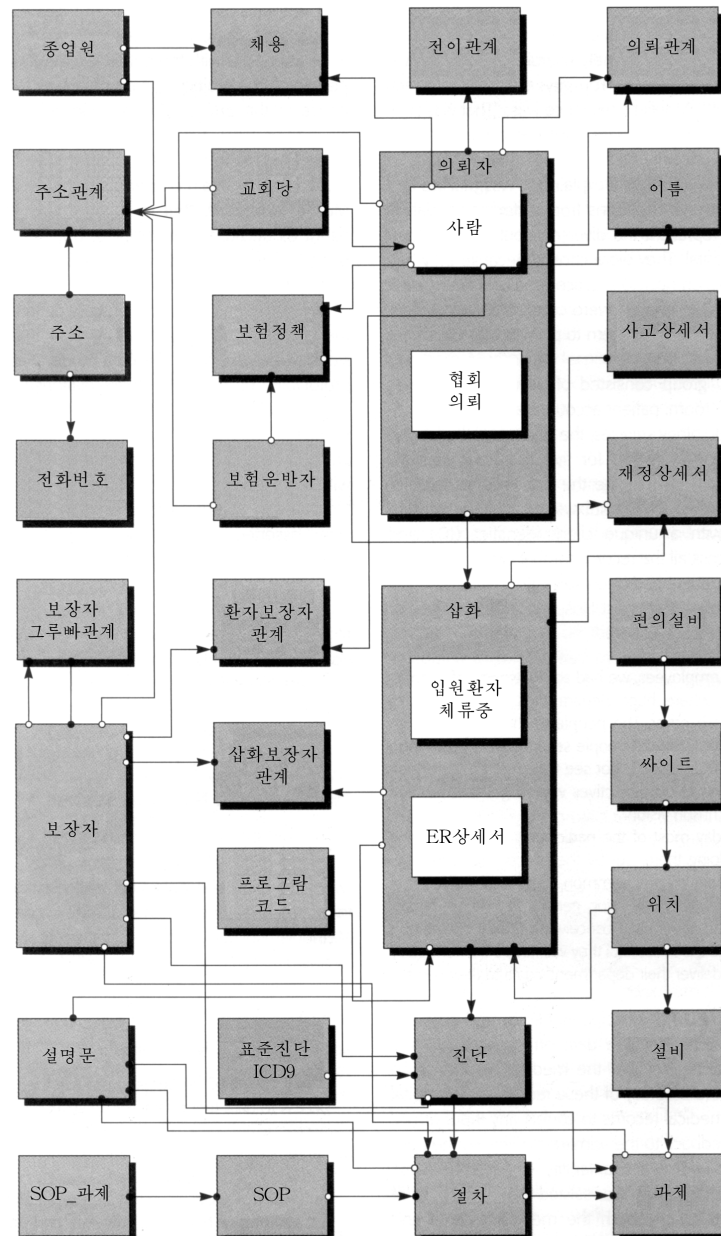 종업원
채용
전이관계
의뢰관계
주소관계
교회당
의뢰자
사람
이름
주소
보험정책
협회
의뢰
사고상세서
전화번호
보험운반자
재정상세서
보장자
그루빠관계
환자보장자
관계
삽화
입원환자
체류중
편의설비
보장자
삽화보장자
관계
ER상세서
싸이트
프로그람
코드
위치
설명문
표준진단
ICD9
진단
설비
SOP_과제
SOP
절차
과제